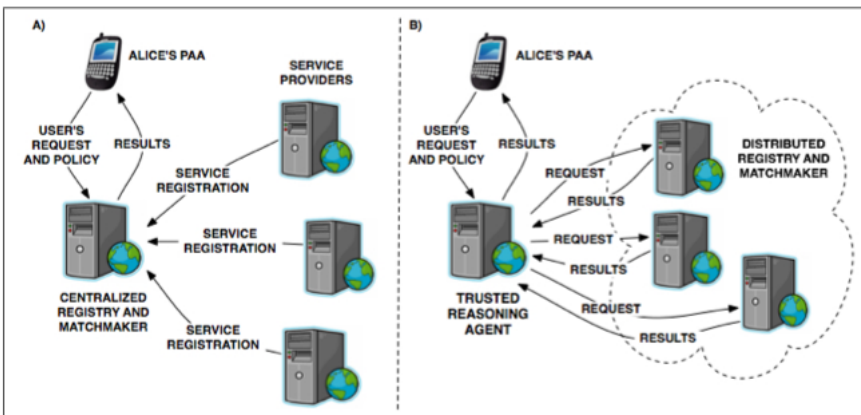 A)
ALICE'S PAA
SERVICE
PROVIDERS
USER'S
REQUEST
AND POLICY
RESULTS
SERVICE
REGISTRATION
SERVICE
REGISTRATION
SERVICE
REGISTRATION
CENTRALIZED
REGISTRY AND
MATCHMAKER
B)
ALICE'S PAA
USER'S
REQUEST
AND POLICY
RESULTS
DISTRIBUTED
REGISTRY AND
MATCHMAKER
REQUEST
RESULTS
REQUEST
RESULTS
REQUEST
RESULTS
TRUSTED
REASONING
AGENT